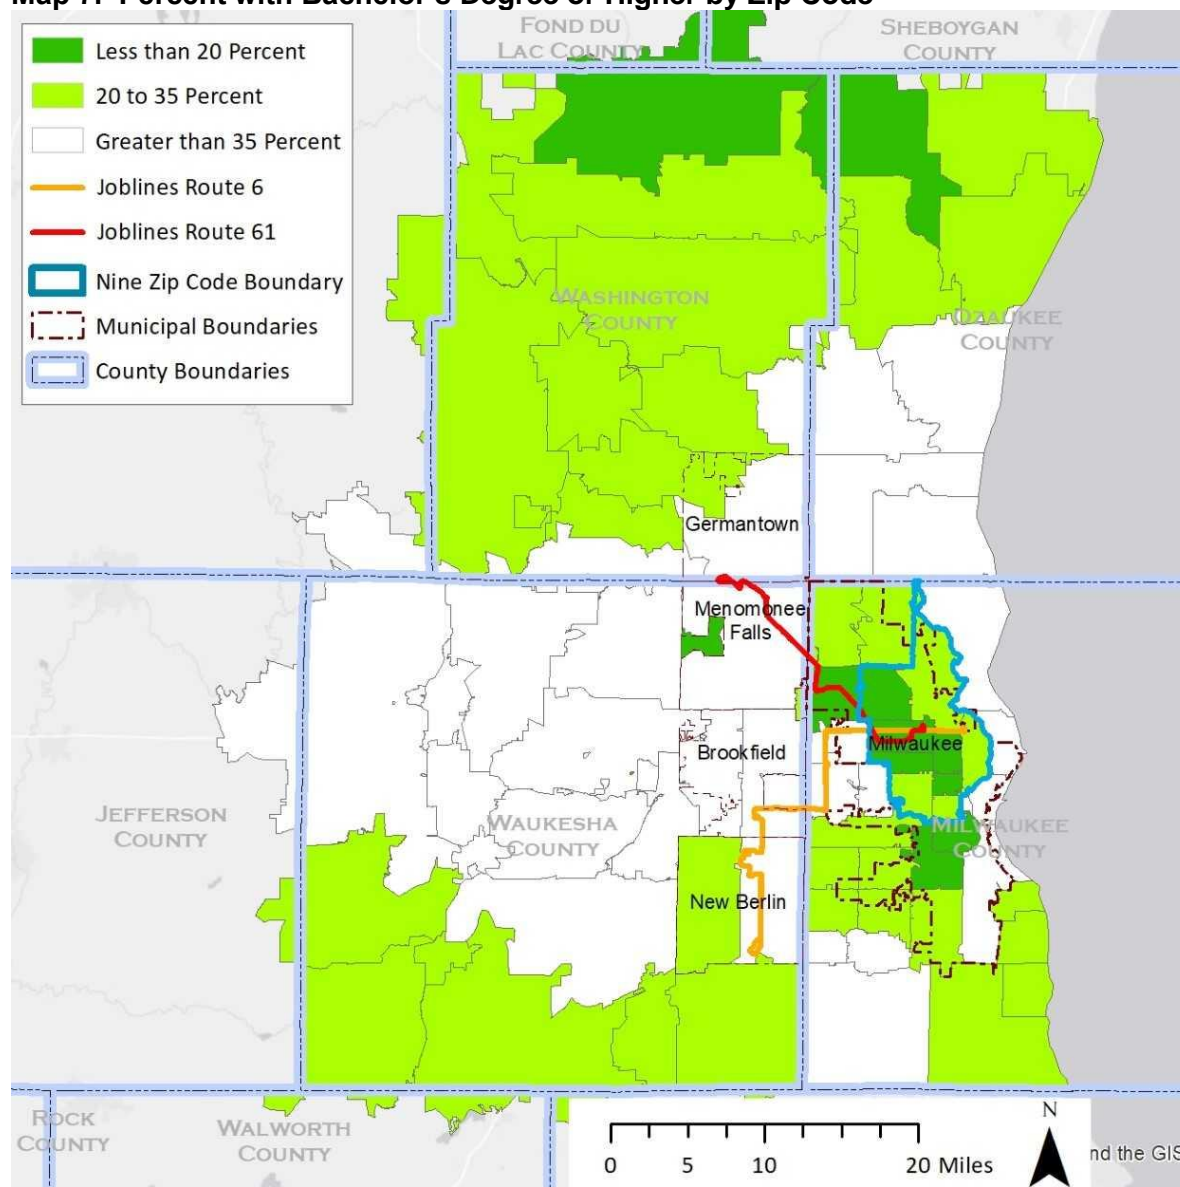 Map 7: Percent with Bachelor's Degree or Higher by Zip Code
Less than 20 Percent
20 to 35 Percent
Greater than 35 Percent
Joblines Route 6
Joblines Route 61
Nine Zip Code Boundary
Municipal Boundaries
County Boundaries
FOND DU
LAC COUNTY
SHEBOYGAN
COUNTY
WASHINGTON
COUNTY
OZAUKEE
COUNTY
Germantown
Menomonee
Falls
Brookfield
Milwaukee
JEFFERSON
COUNTY
WAUKESHA
COUNTY
MILWAUKEE
COUNTY
New Berlin
ROCK
COUNTY
WALWORTH
COUNTY
N
0 5 10 20 Miles
nd the GIS